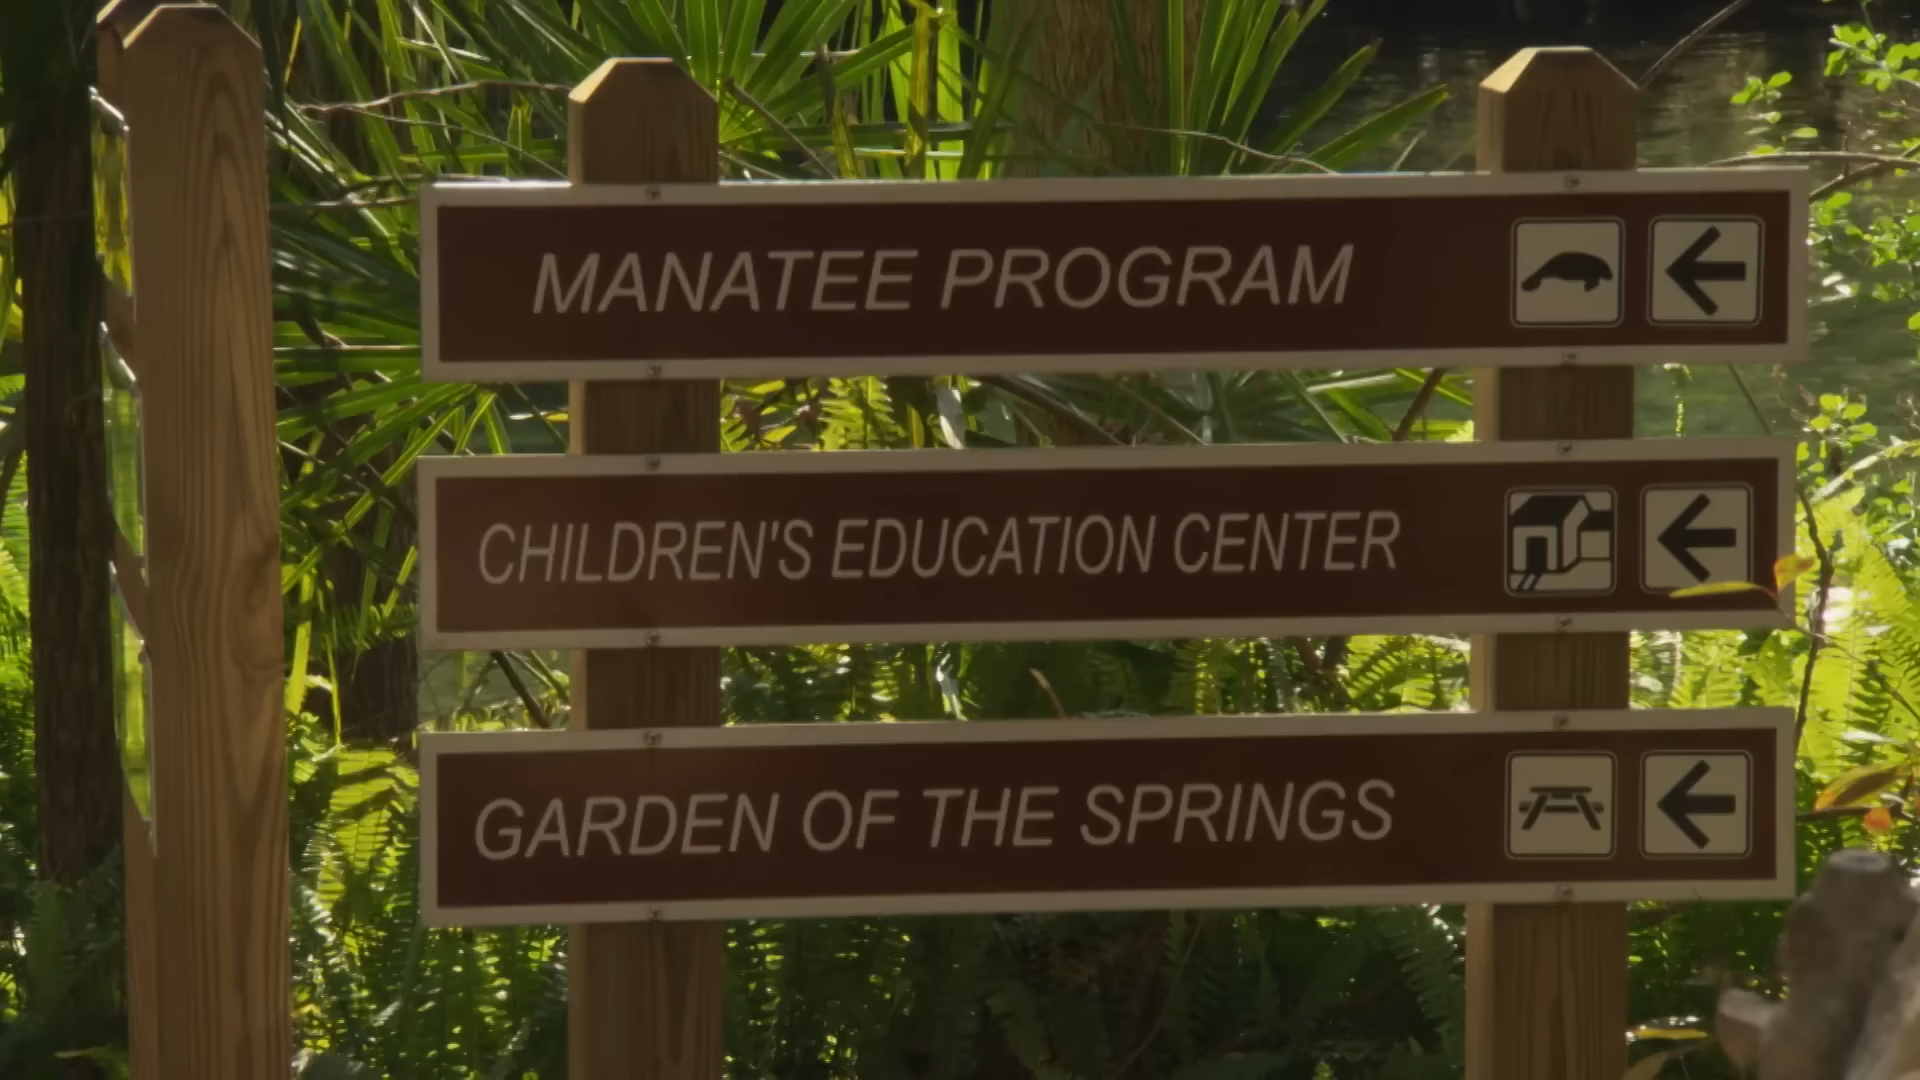 MANATEE PROGRAM
CHILDREN'S EDUCATION CENTER
GARDEN OF THE SPRINGS